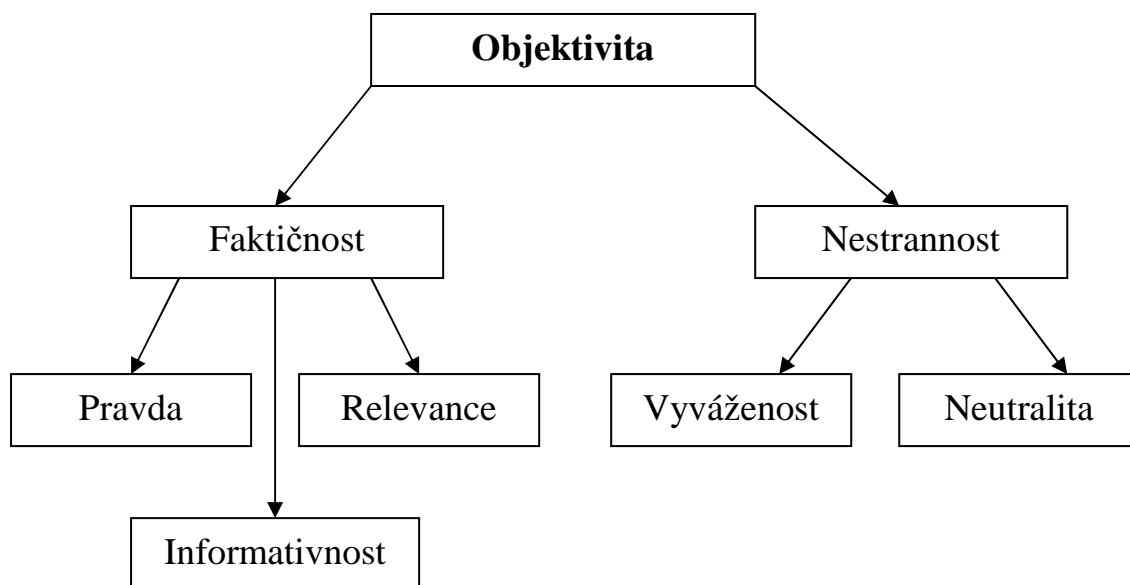 Objektivita
Faktičnost
Nestrannost
Pravda
Relevance
Vyváženost
Neutralita
Informativnost